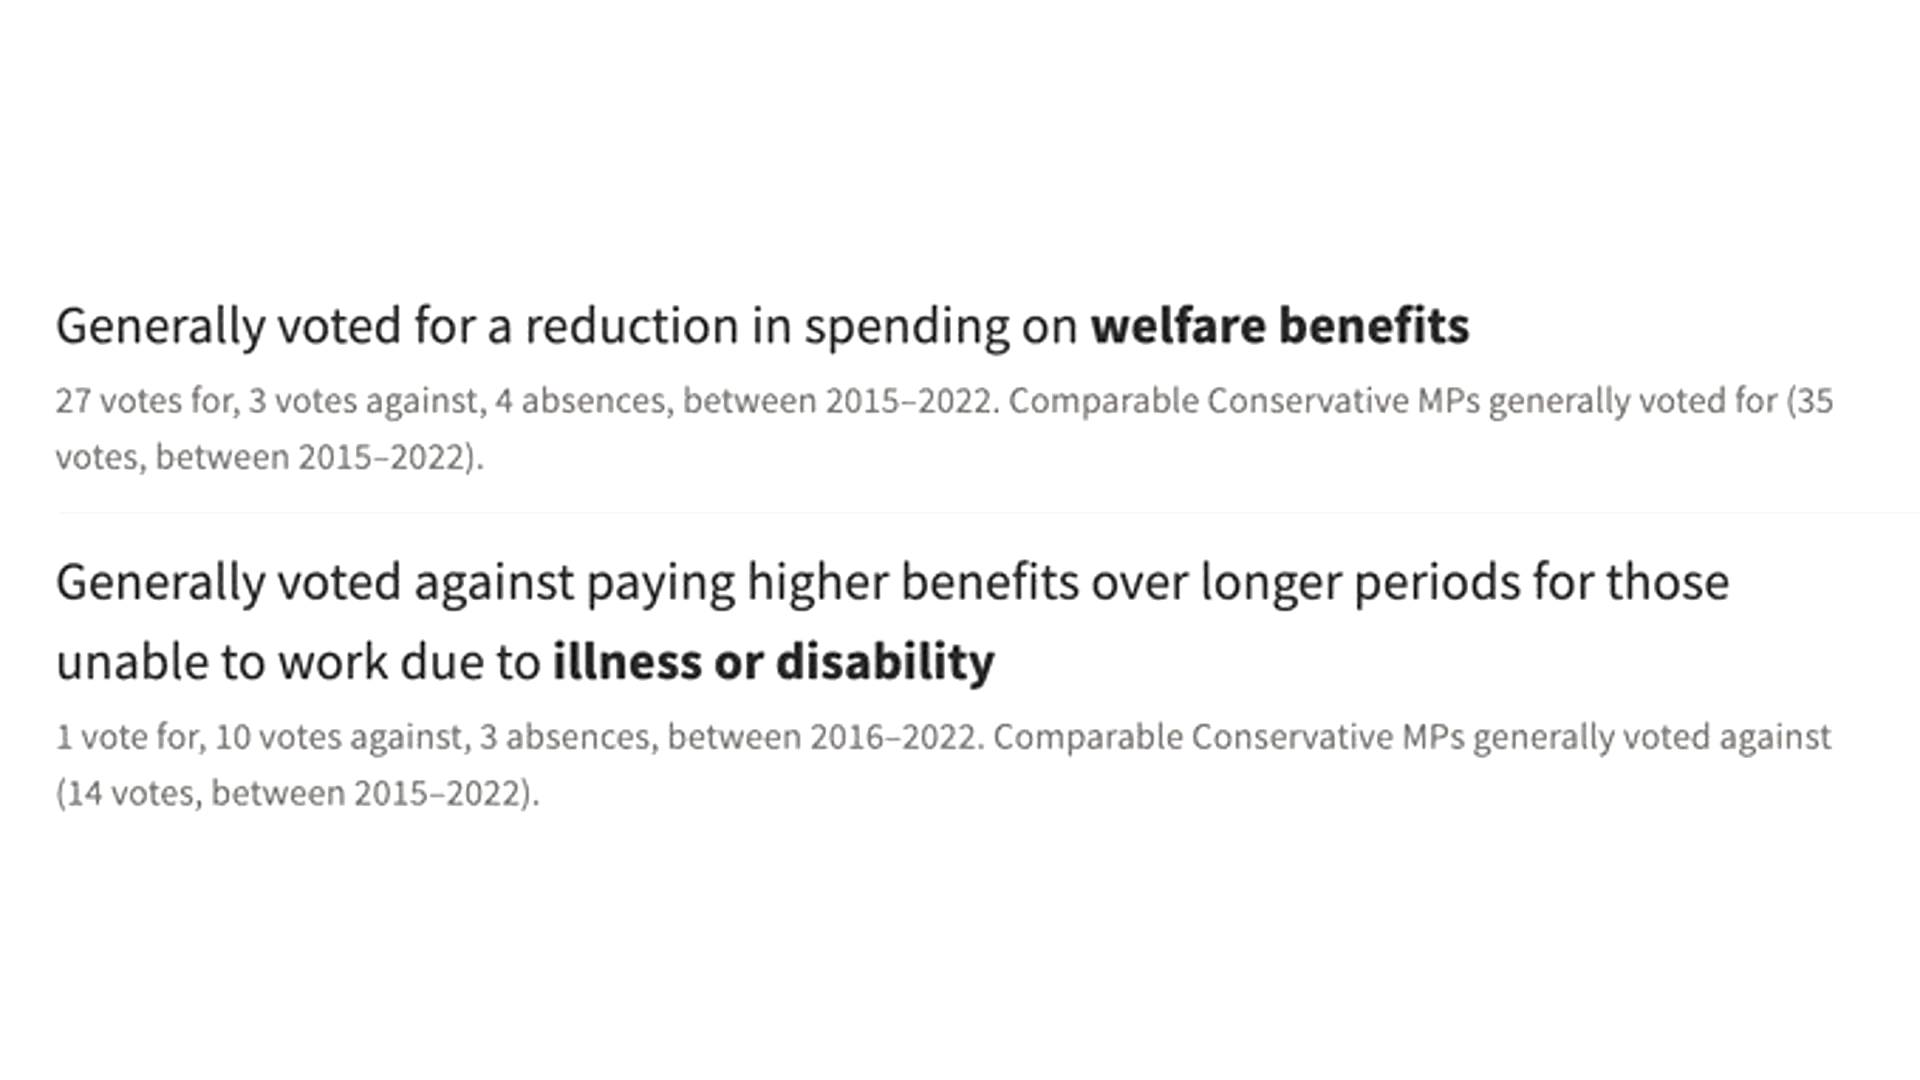 Generally voted for a reduction in spending on welfare benefits
27 votes for, 3 votes against, 4 absences, between 2015–2022. Comparable Conservative MPs generally voted for (35
votes, between 2015–2022).
Generally voted against paying higher benefits over longer periods for those
unable to work due to illness or disability
1 vote for, 10 votes against, 3 absences, between 2016–2022. Comparable Conservative MPs generally voted against
(14 votes, between 2015–2022).